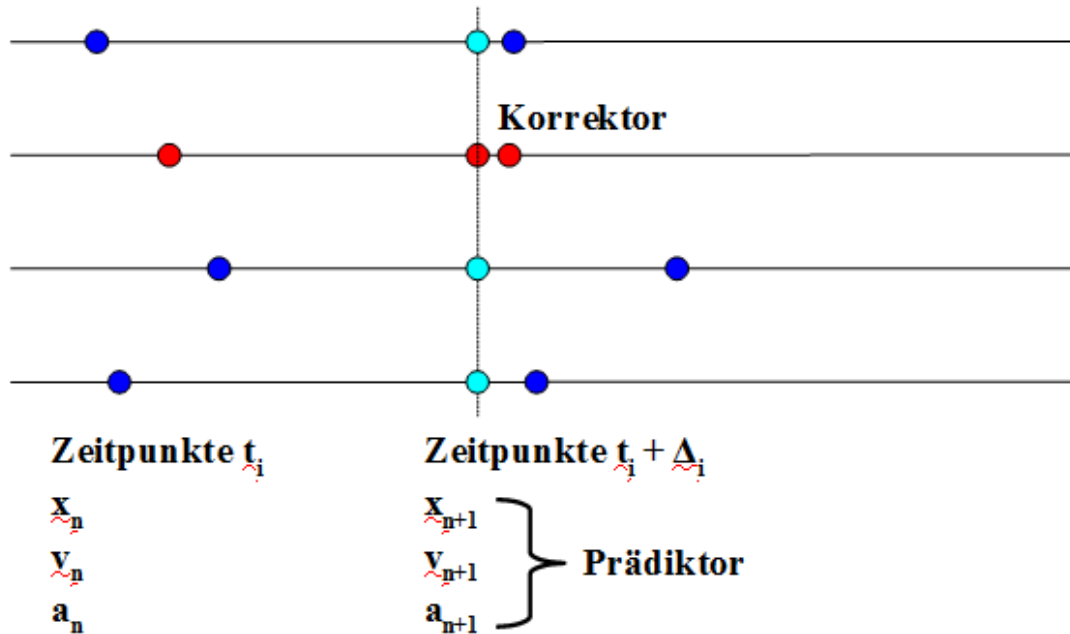 Korrektor
Zeitpunkte tᵢ
Zeitpunkte tᵢ + Δᵢ
xₙ
xₙ₊₁
vₙ
vₙ₊₁
Prädiktor
aₙ
aₙ₊₁